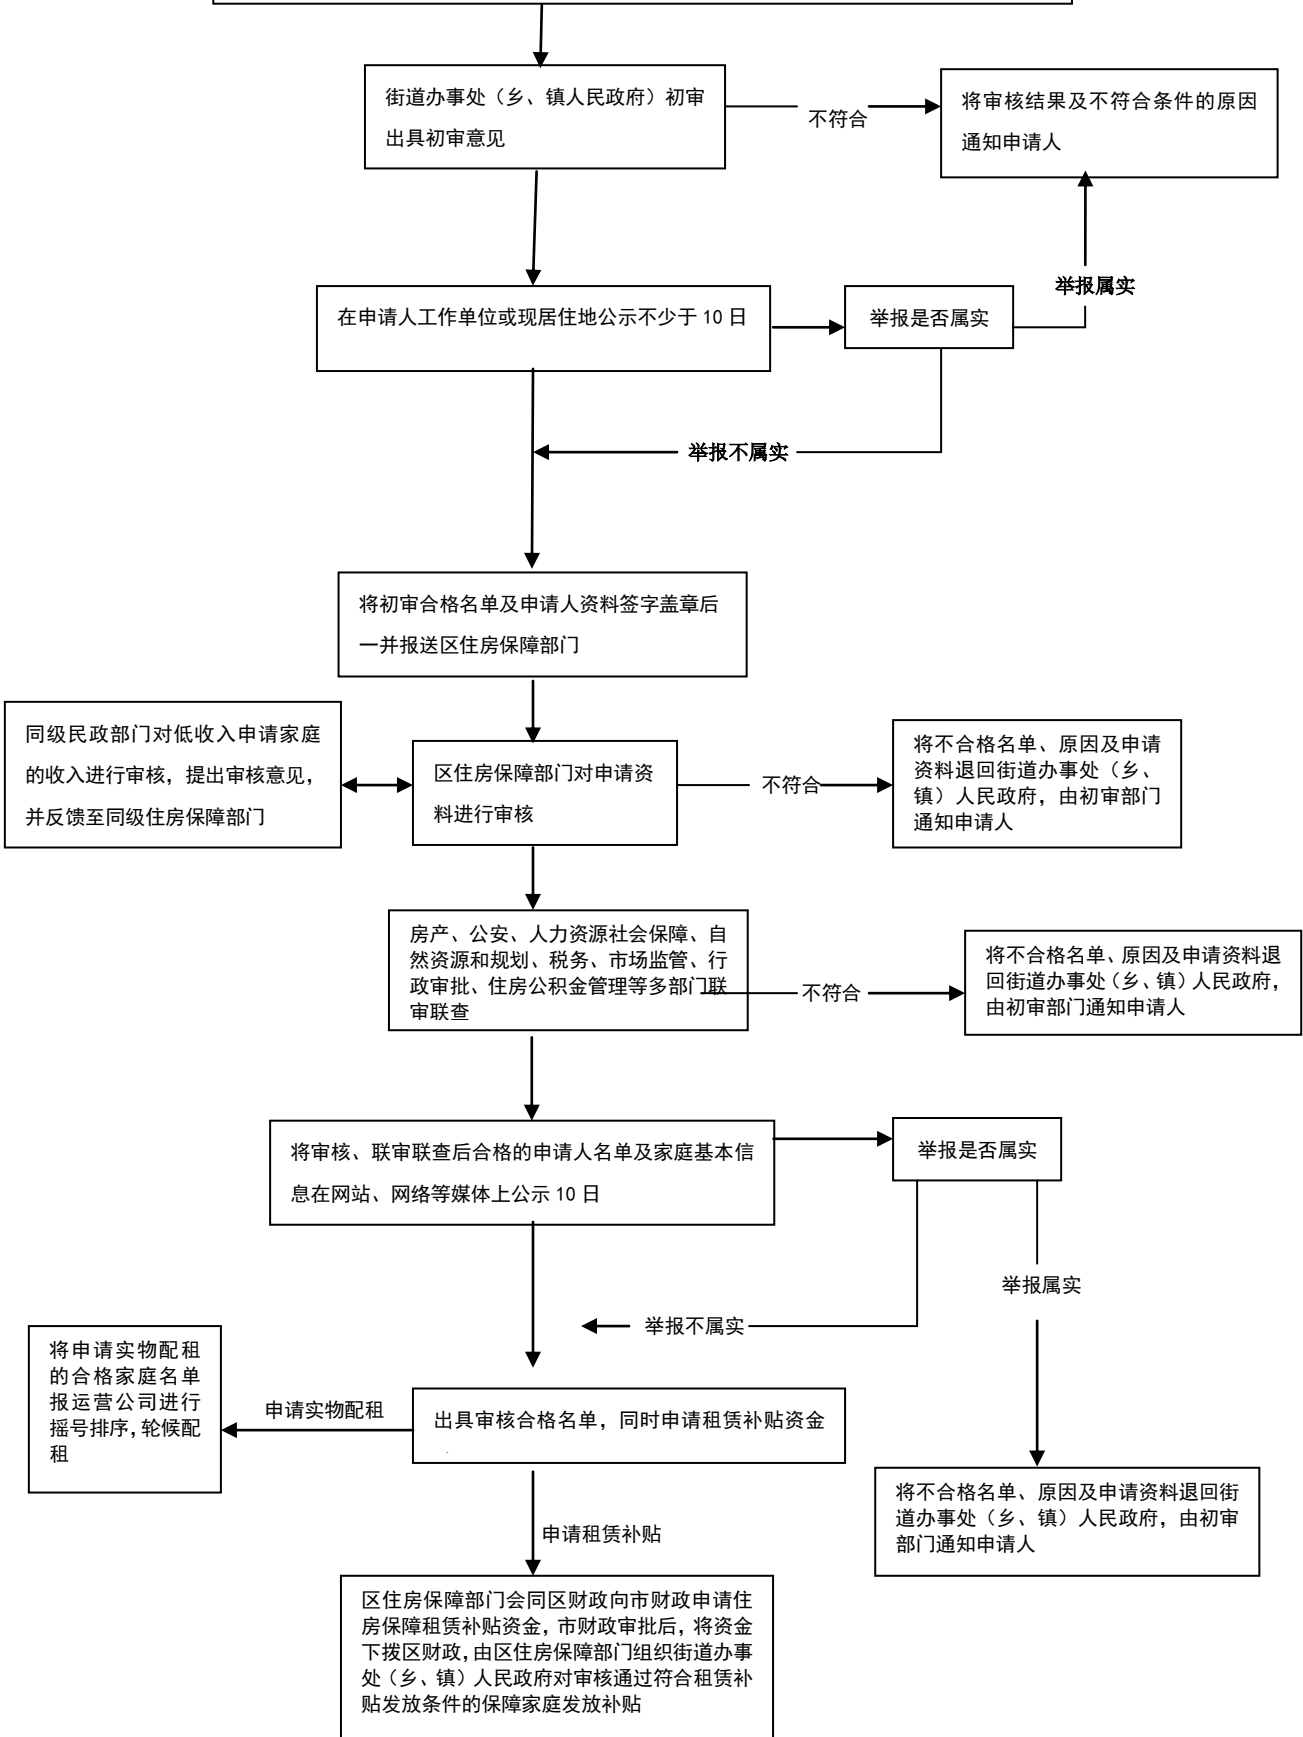 街道办事处（乡、镇人民政府）初审
出具初审意见
不符合
将审核结果及不符合条件的原因
通知申请人
举报属实
在申请人工作单位或现居住地公示不少于 10 日
举报是否属实
举报不属实
将初审合格名单及申请人资料签字盖章后
一并报送区住房保障部门
同级民政部门对低收入申请家庭
的收入进行审核，提出审核意见，
并反馈至同级住房保障部门
区住房保障部门对申请资
料进行审核
不符合
将不合格名单、原因及申请
资料退回街道办事处（乡、
镇）人民政府，由初审部门
通知申请人
房产、公安、人力资源社会保障、自
然资源和规划、税务、市场监管、行
政审批、住房公积金管理等多部门联
审联查
不符合
将不合格名单、原因及申请资料退
回街道办事处（乡、镇）人民政府，
由初审部门通知申请人
将审核、联审联查后合格的申请人名单及家庭基本信
息在网站、网络等媒体上公示 10 日
举报是否属实
举报属实
举报不属实
将申请实物配租
的合格家庭名单
报运营公司进行
摇号排序，轮候配
租
申请实物配租
出具审核合格名单，同时申请租赁补贴资金
将不合格名单、原因及申请资料退回街
道办事处（乡、镇）人民政府，由初审
部门通知申请人
申请租赁补贴
区住房保障部门会同区财政向市财政申请住
房保障租赁补贴资金，市财政审批后，将资金
下拨区财政，由区住房保障部门组织街道办事
处（乡、镇）人民政府对审核通过符合租赁补
贴发放条件的保障家庭发放补贴